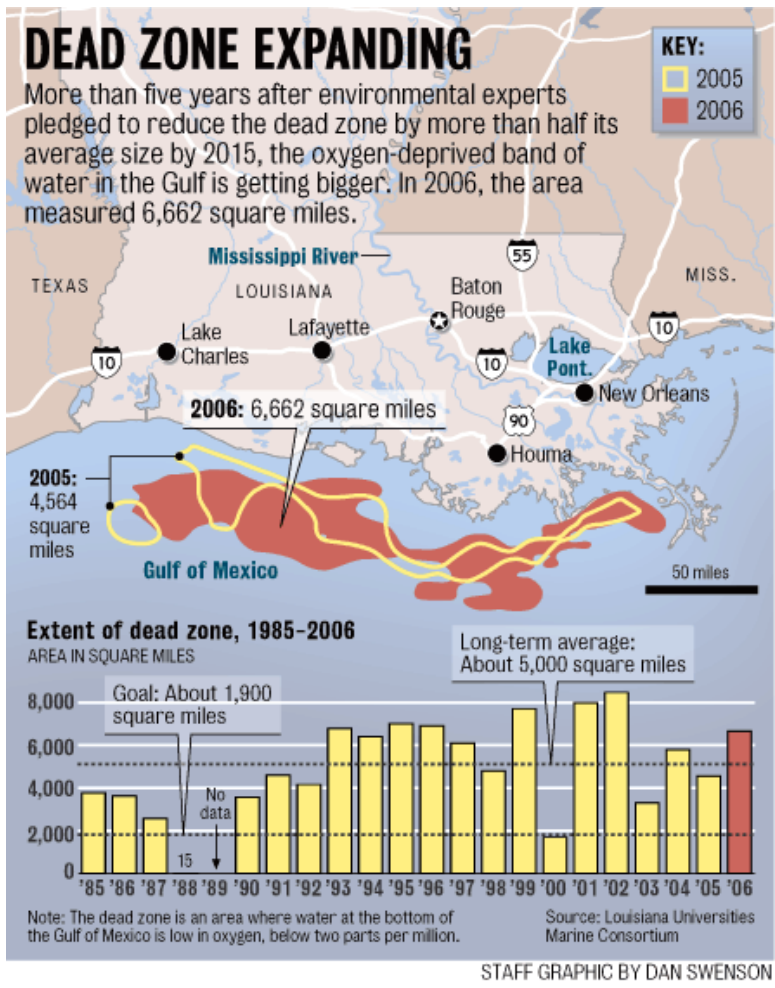 DEAD ZONE EXPANDING
More than five years after environmental experts
pledged to reduce the dead zone by more than half its
average size by 2015, the oxygen-deprived band of
water in the Gulf is getting bigger. In 2006, the area
measured 6,662 square miles.
KEY:
2005
2006
Mississippi River
55
TEXAS
LOUISIANA
MISS.
Baton
Rouge
Lake
Charles
Lafayette
10
10
10
Lake
Pont.
New Orleans
90
Houma
2006: 6,662 square miles
2005:
4,564
square
miles
Gulf of Mexico
50 miles
Extent of dead zone, 1985-2006
AREA IN SQUARE MILES
Long-term average:
About 5,000 square miles
Goal: About 1,900
square miles
8,000
6,000
4,000
2,000
0
15
No
data
'85 '86 '87 '88 '89 '90 '91 '92 '93 '94 '95 '96 '97 '98 '99 '00 '01 '02 '03 '04 '05 '06
Note: The dead zone is an area where water at the bottom of
the Gulf of Mexico is low in oxygen, below two parts per million.
Source: Louisiana Universities
Marine Consortium
STAFF GRAPHIC BY DAN SWENSON